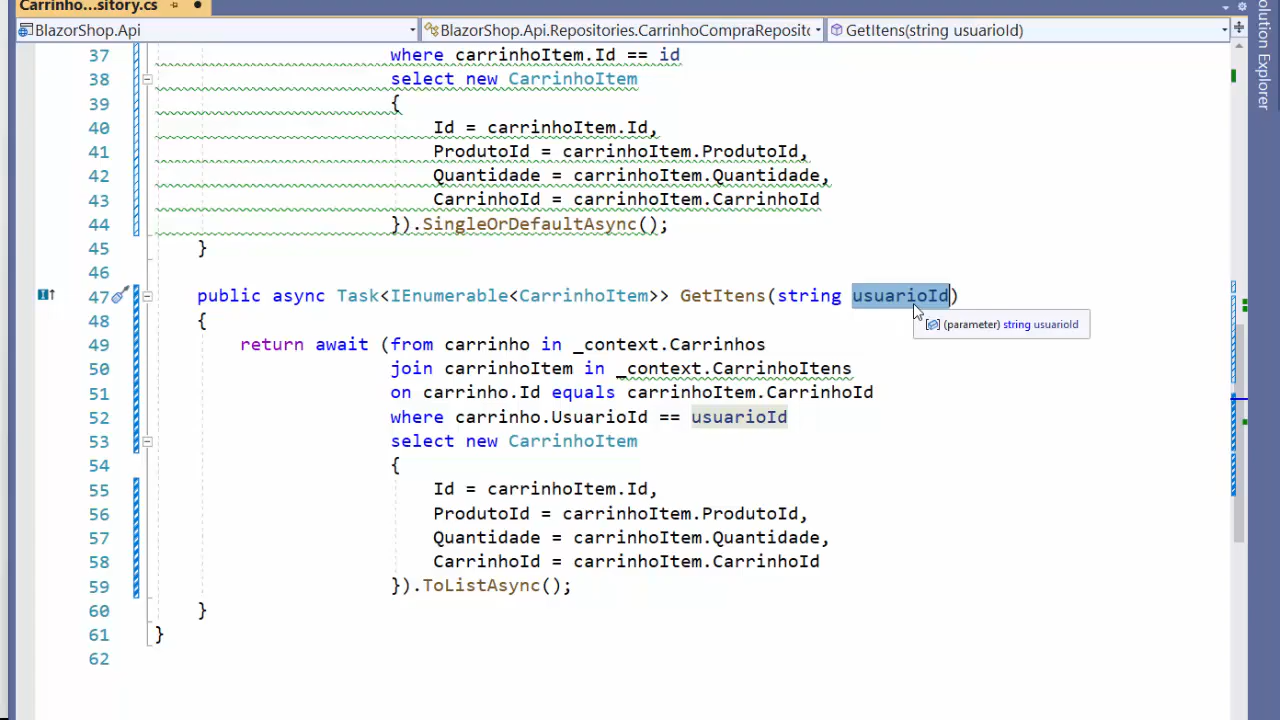 Carrinho...sitory.cs
BlazorShop.Api
BlazorShop.Api.Repositories.CarrinhoCompraReposito
GetItens(string usuarioId)
Solution Explorer
37 where carrinhoItem.Id == id
38 select new CarrinhoItem
39 {
40 Id = carrinhoItem.Id,
41 ProdutoId = carrinhoItem.ProdutoId,
42 Quantidade = carrinhoItem.Quantidade,
43 CarrinhoId = carrinhoItem.CarrinhoId
44 }).SingleOrDefaultAsync();
45 }
46
47 public async Task<IEnumerable<CarrinhoItem>> GetItens(string usuarioId)
(parameter) string usuarioId
48 {
49 return await (from carrinho in _context.Carrinhos
50 join carrinhoItem in _context.CarrinhoItens
51 on carrinho.Id equals carrinhoItem.CarrinhoId
52 where carrinho.UsuarioId == usuarioId
53 select new CarrinhoItem
54 {
55 Id = carrinhoItem.Id,
56 ProdutoId = carrinhoItem.ProdutoId,
57 Quantidade = carrinhoItem.Quantidade,
58 CarrinhoId = carrinhoItem.CarrinhoId
59 }).ToListAsync();
60 }
61 }
62